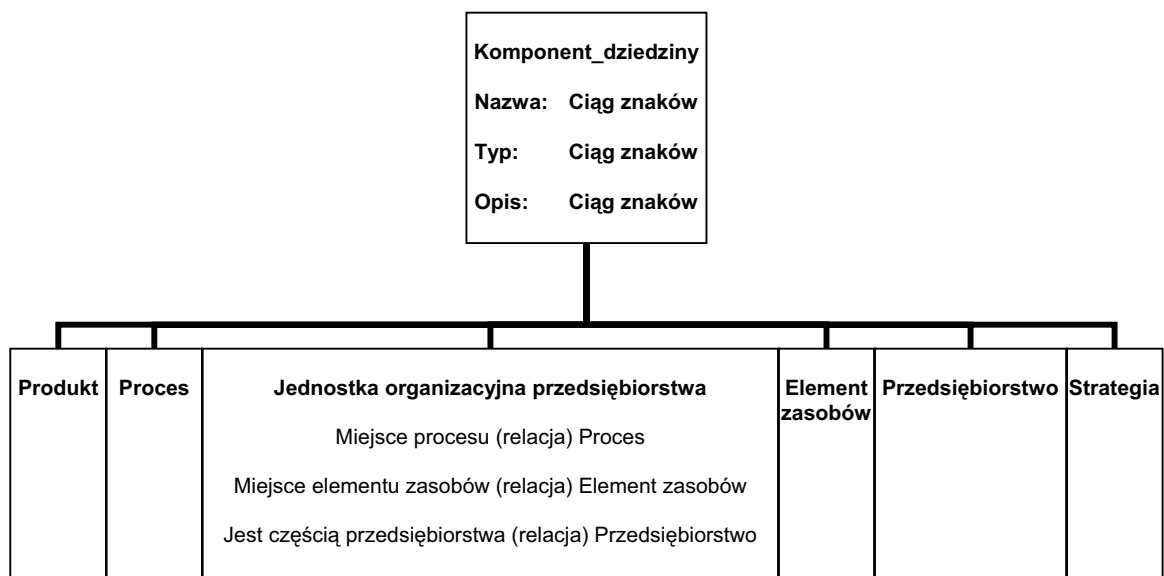 Komponent_dziedziny
Nazwa: Ciąg znaków
Typ: Ciąg znaków
Opis: Ciąg znaków
Produkt
Proces
Jednostka organizacyjna przedsiębiorstwa
Miejsce procesu (relacja) Proces
Miejsce elementu zasobów (relacja) Element zasobów
Jest częścią przedsiębiorstwa (relacja) Przedsiębiorstwo
Element
zasobów
Przedsiębiorstwo
Strategia